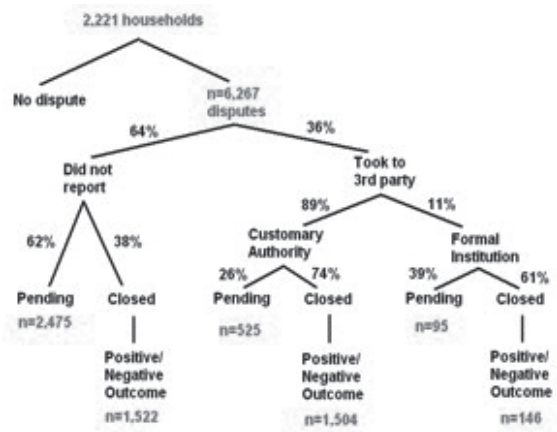 2,221 households
No dispute
n=6,267
disputes
64%
36%
Did not
report
Took to
3rd party
89%
11%
62%
38%
Customary
Authority
Formal
Institution
26%
74%
39%
61%
Pending
Closed
Pending
Closed
Pending
Closed
n=2,475
n=525
n=95
Positive/
Negative
Outcome
Positive/
Negative
Outcome
Positive/
Negative
Outcome
n=1,522
n=1,504
n=146